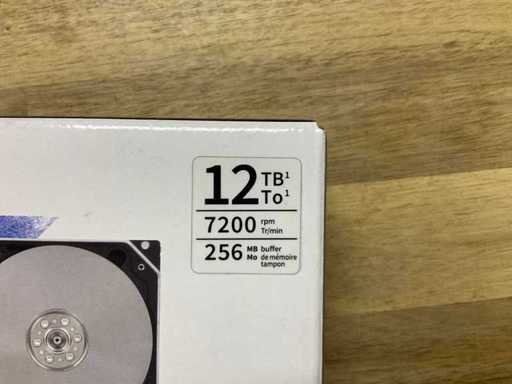 12 TB¹
To¹
7200 rpm
Tr/min
256 MB buffer
Mo de mémoire
tampon